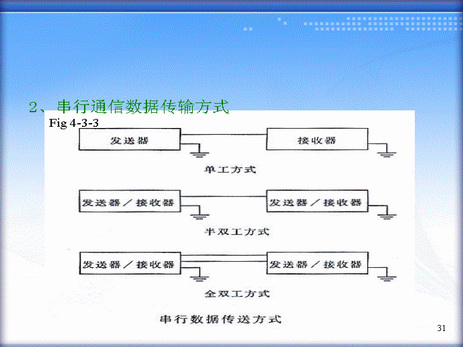 2、串行通信数据传输方式
Fig 4-3-3
发送器 接收器
单工方式
发送器／接收器 发送器／接收器
半双工方式
发送器／接收器 发送器／接收器
全双工方式
串行数据传送方式
31